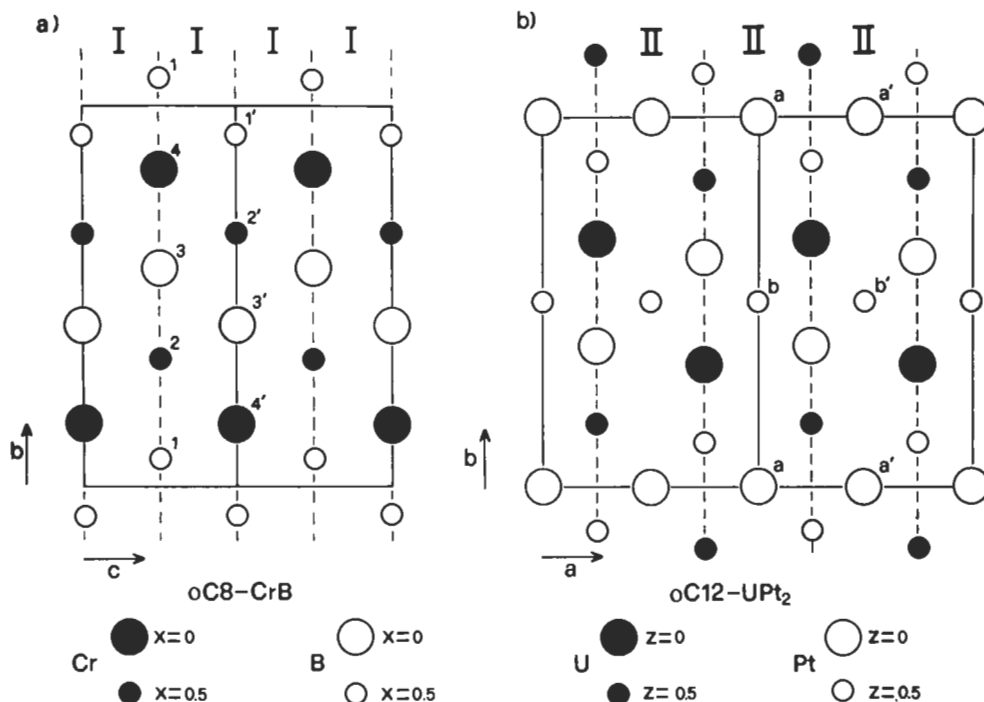 a)
I I I I
1
1'
4
2'
3
3'
2
4'
1
b
c
oC8–CrB
Cr
X=0
X=0.5
B
X=0
X=0.5
b)
II II II
a a'
b b'
a a'
b
a
oC12–UPt₂
U
Z=0
Z=0.5
Pt
Z=0
Z=0.5